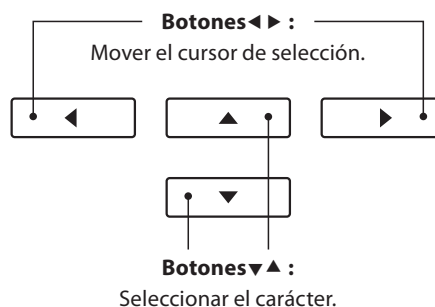 Botones◀ ▶ :
Mover el cursor de selección.
◀ ▲ ▶
▼
Botones▼▲ :
Seleccionar el carácter.